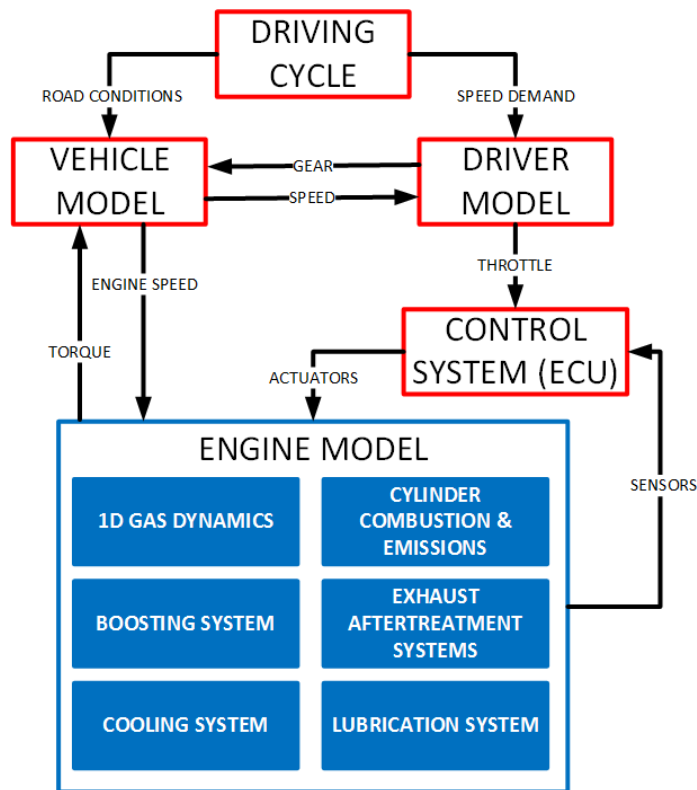 DRIVING
CYCLE
ROAD CONDITIONS
SPEED DEMAND
VEHICLE
MODEL
GEAR
SPEED
DRIVER
MODEL
ENGINE SPEED
THROTTLE
TORQUE
CONTROL
SYSTEM (ECU)
ACTUATORS
ENGINE MODEL
SENSORS
1D GAS DYNAMICS
CYLINDER
COMBUSTION &
EMISSIONS
BOOSTING SYSTEM
EXHAUST
AFTERTREATMENT
SYSTEMS
COOLING SYSTEM
LUBRICATION SYSTEM